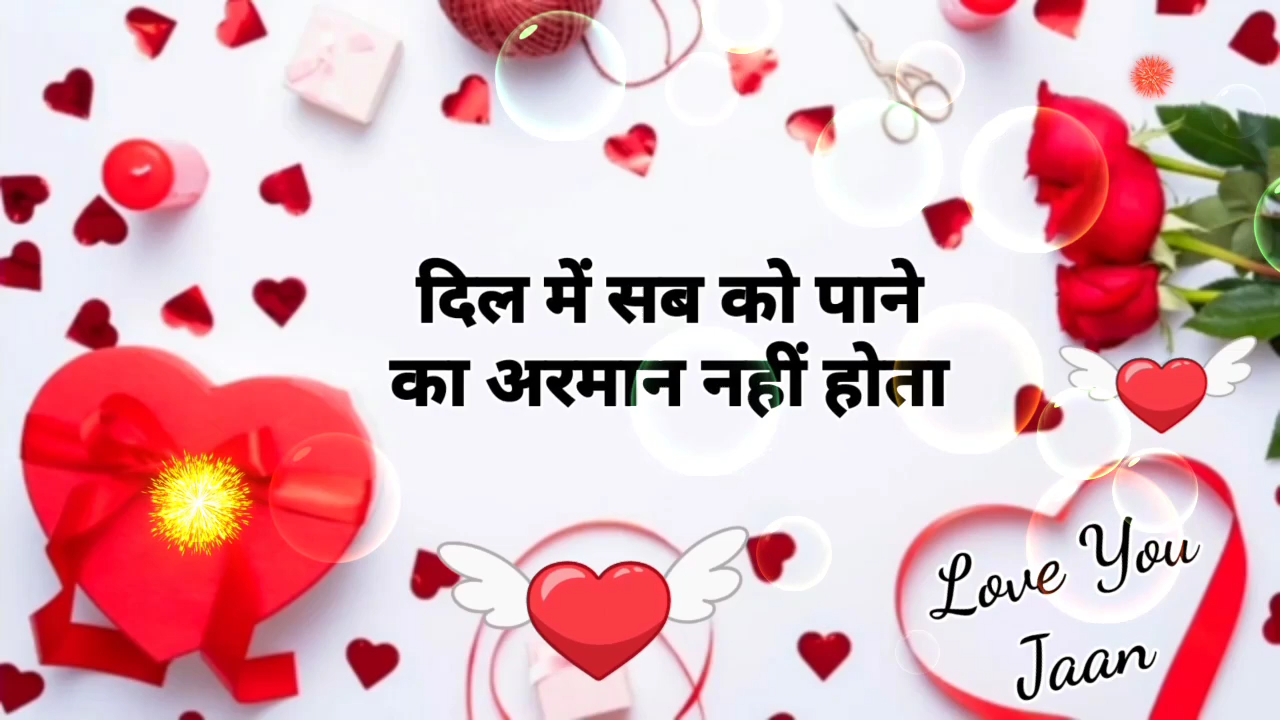 दिल में सब को पाने
का अरमान नहीं होता
Love You
Jaan